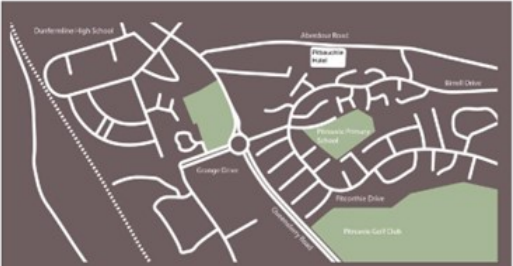 Dunfermline High School
Aberdour Road
Pitbauchlie
Hotel
Birrell Drive
Pitreavie Primary
School
Grange Drive
Pitcorthie Drive
Queensferry Road
Pitreavie Golf Club